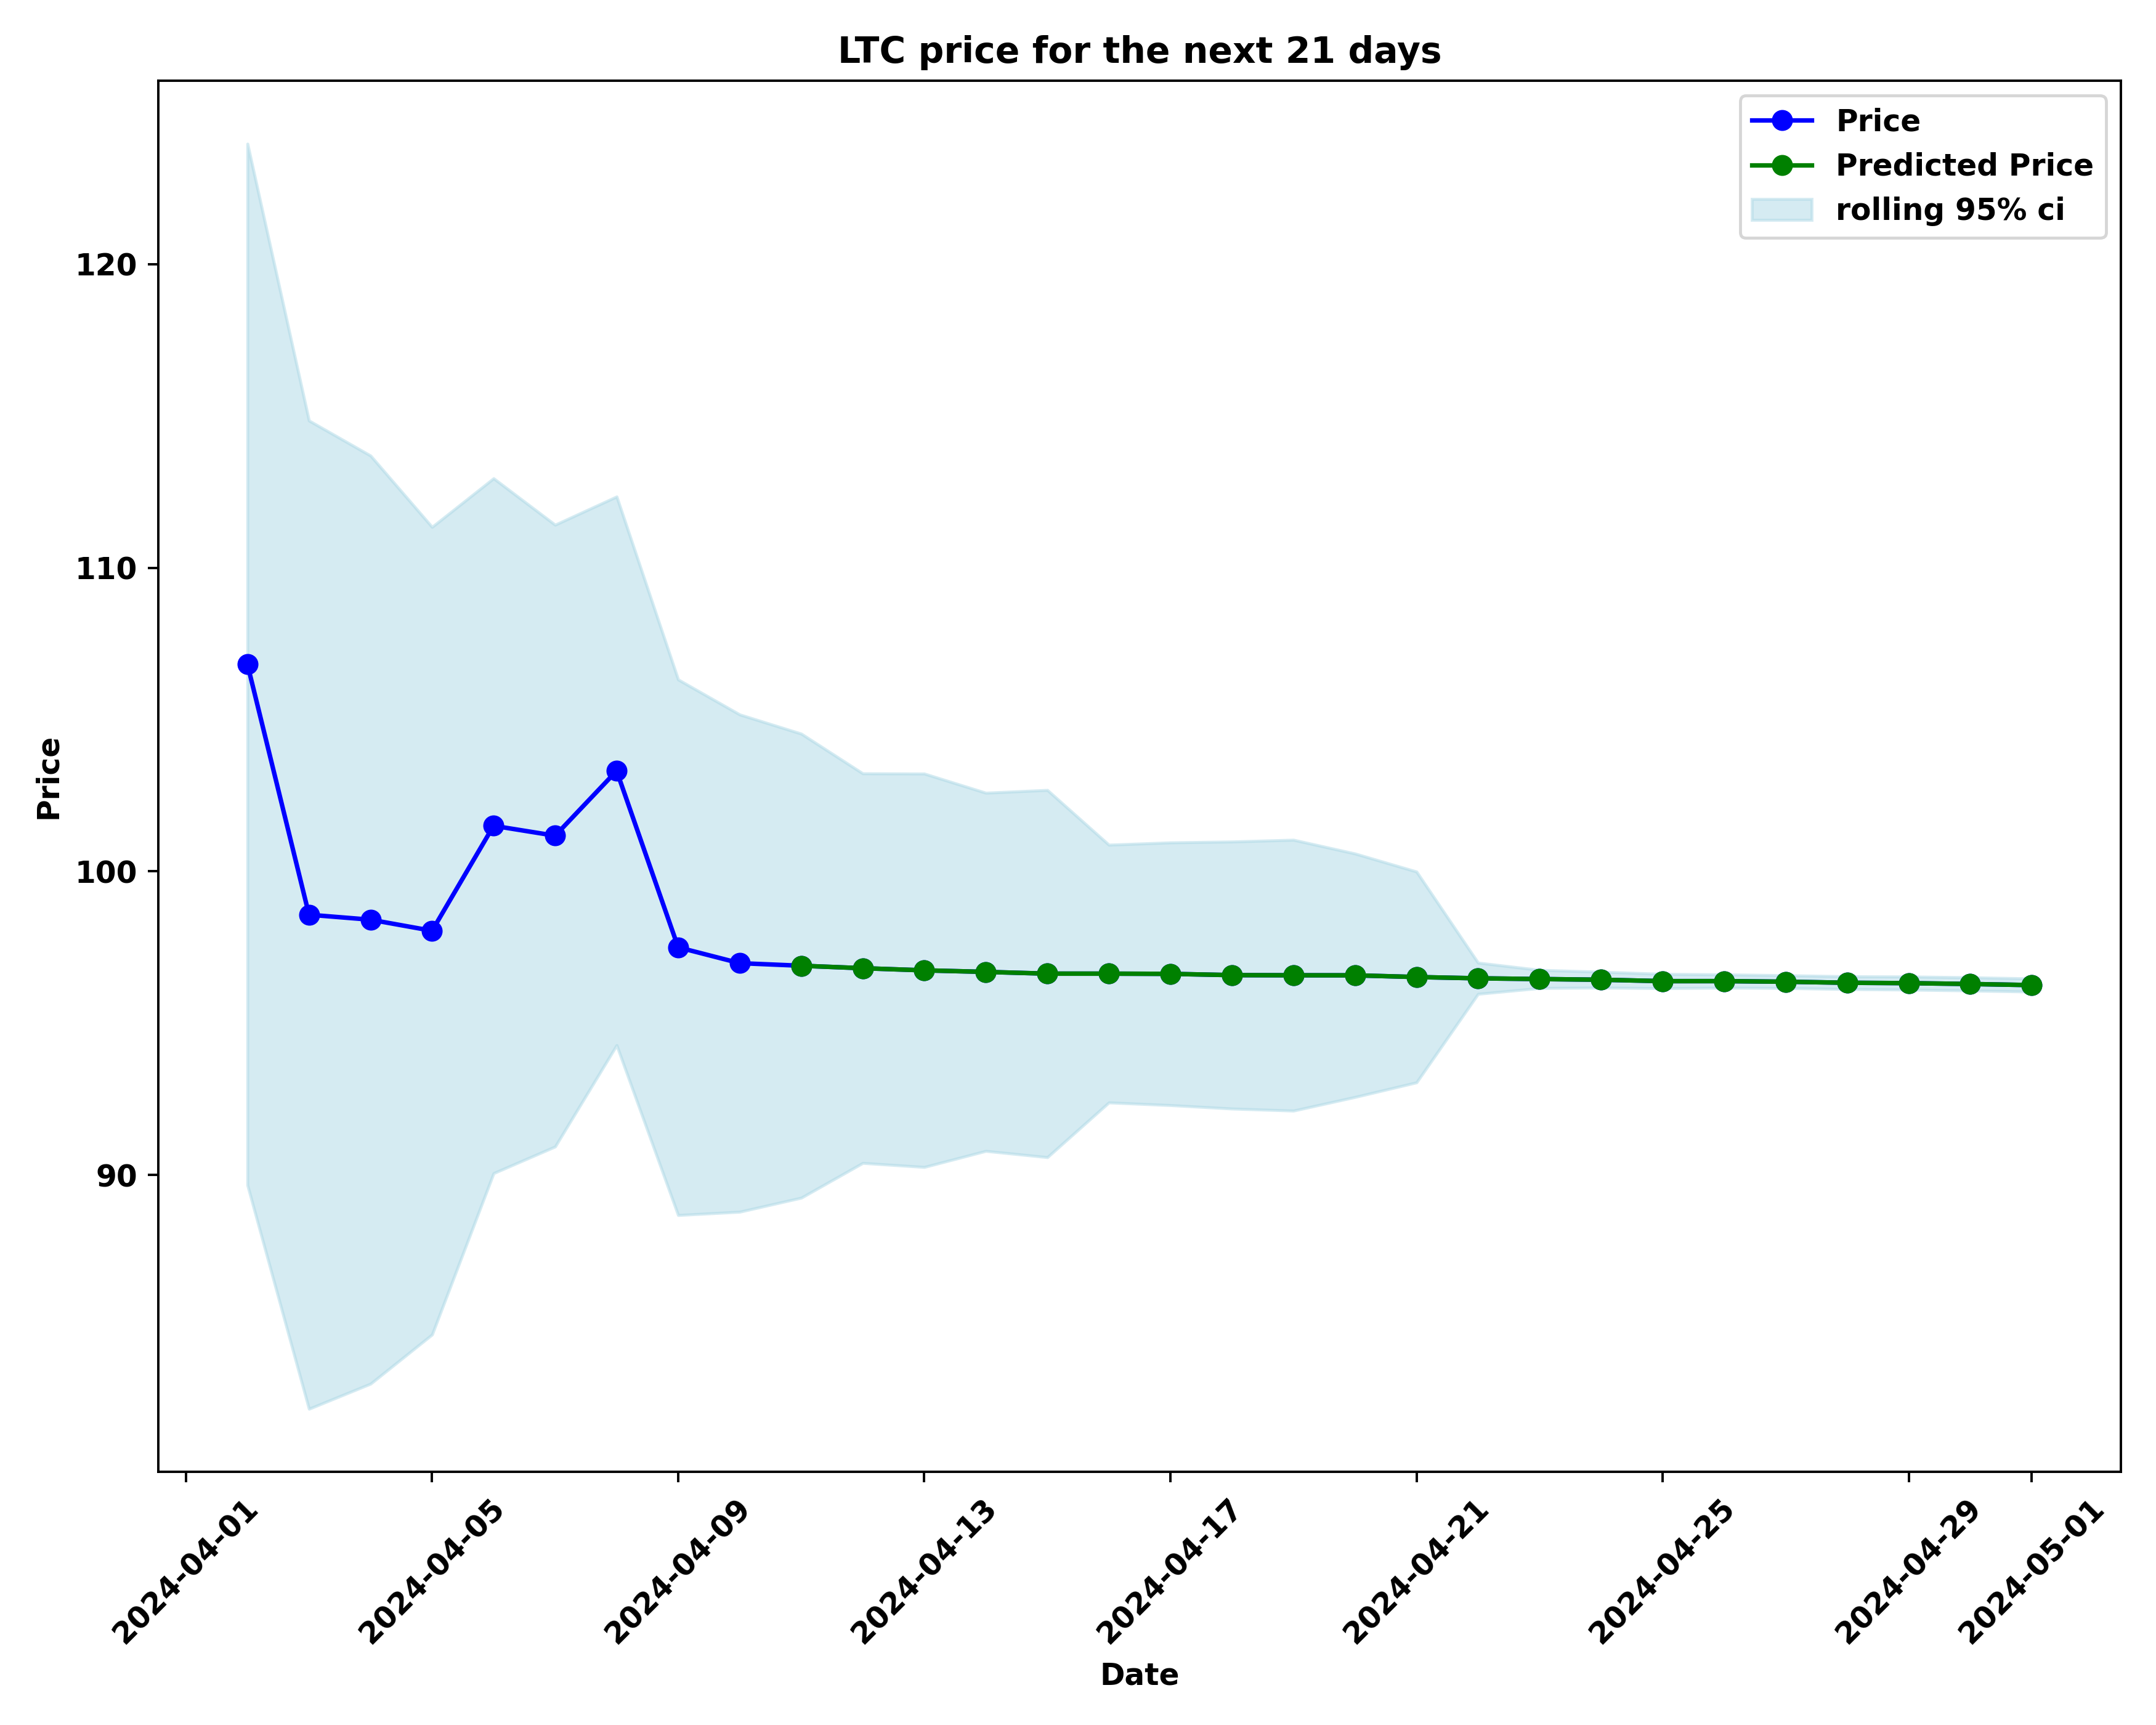 LTC price for the next 21 days
Price
Predicted Price
rolling 95% ci
120
110
100
90
Price
2024-04-01
2024-04-05
2024-04-09
2024-04-13
2024-04-17
2024-04-21
2024-04-25
2024-04-29
2024-05-01
Date